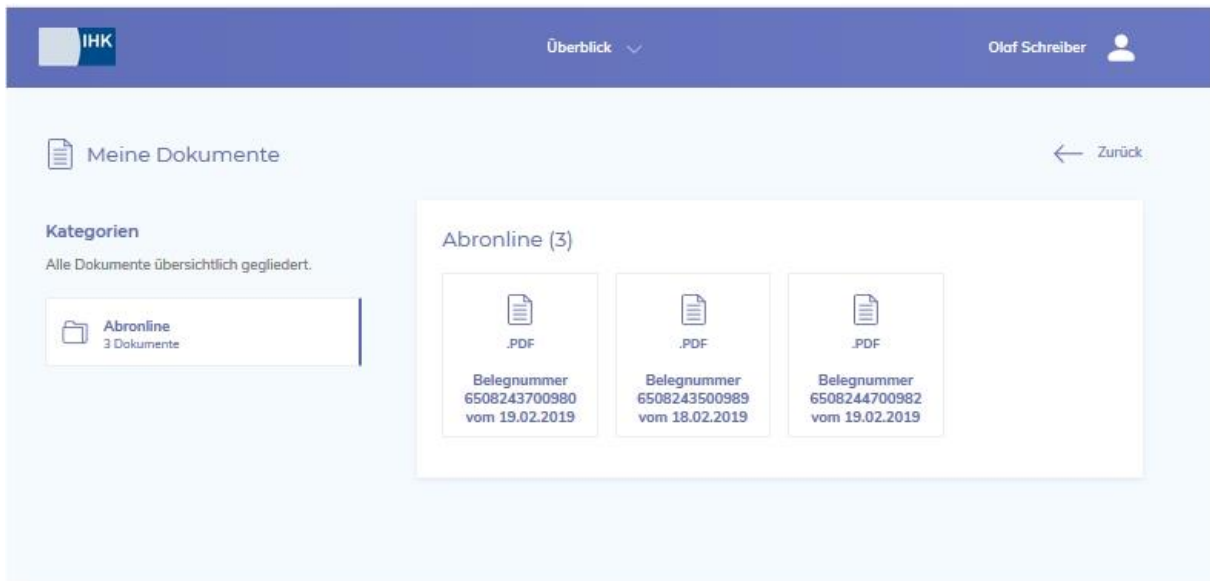 IHK
Überblick
Olaf Schreiber
Meine Dokumente
Zurück
Kategorien
Alle Dokumente übersichtlich gegliedert.
Abronline
3 Dokumente
Abronline (3)
.PDF
Belegnummer
6508243700980
vom 19.02.2019
.PDF
Belegnummer
6508243500989
vom 18.02.2019
.PDF
Belegnummer
6508244700982
vom 19.02.2019